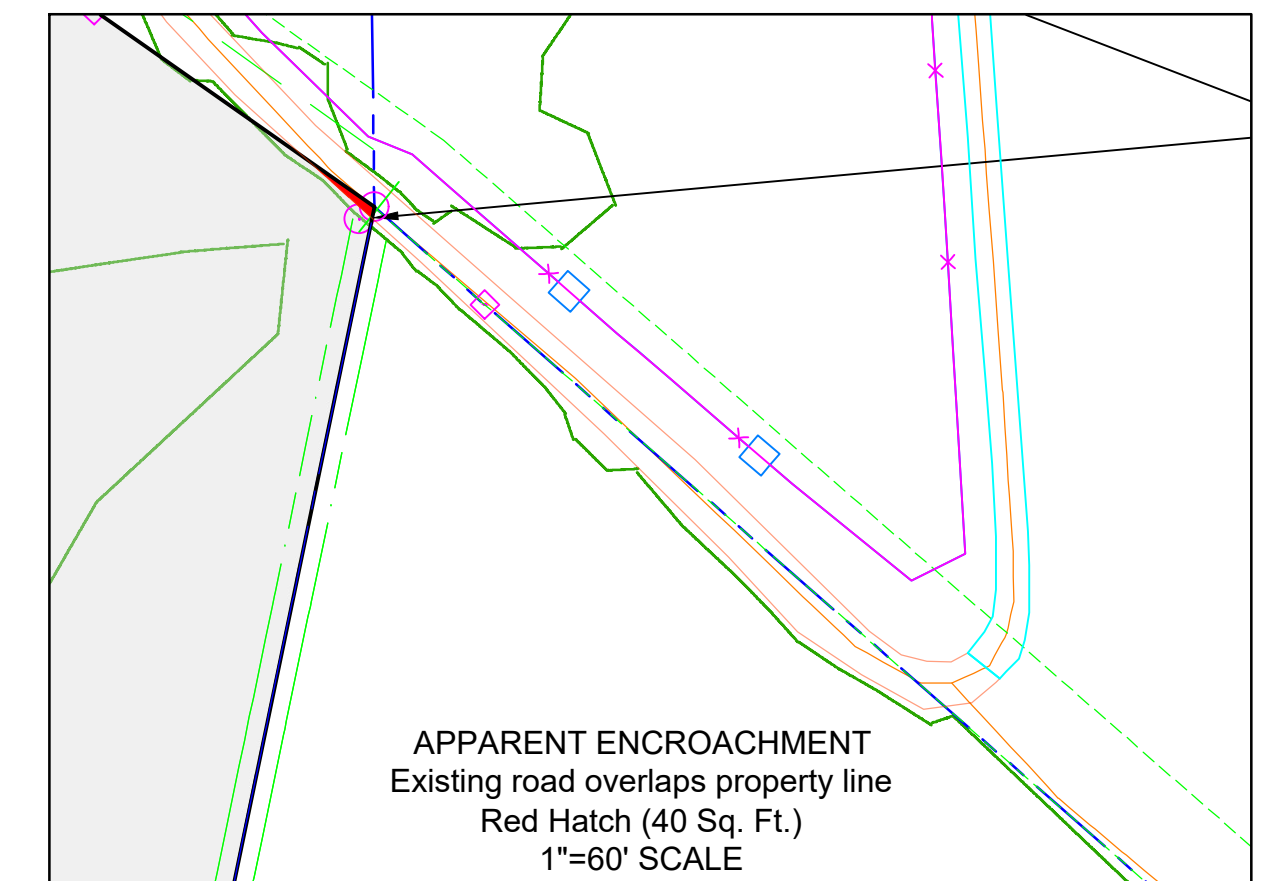 APPARENT ENCROACHMENT
Existing road overlaps property line
Red Hatch (40 Sq. Ft.)
1"=60' SCALE